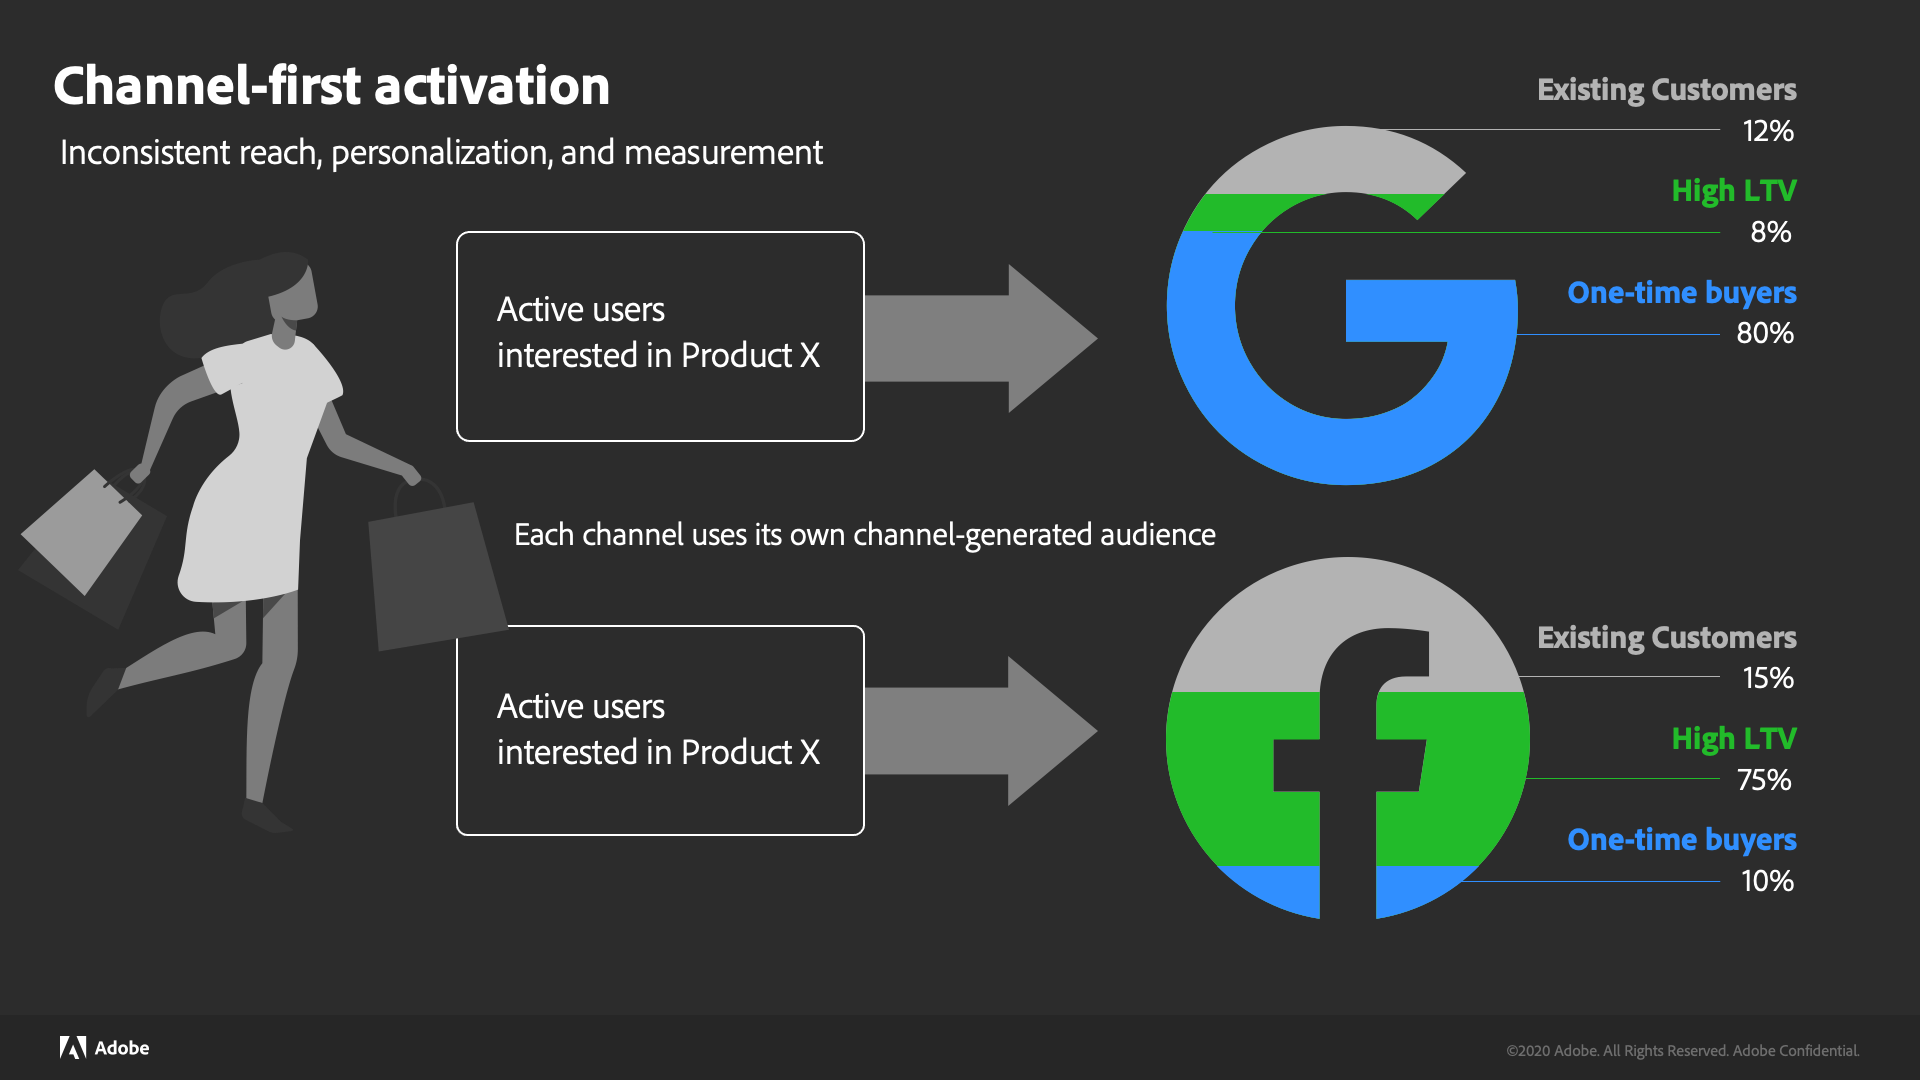 Channel-first activation
Inconsistent reach, personalization, and measurement
Active users
interested in Product X
Existing Customers
12%
High LTV
8%
One-time buyers
80%
Each channel uses its own channel-generated audience
Active users
interested in Product X
Existing Customers
15%
High LTV
75%
One-time buyers
10%
Adobe
©2020 Adobe. All Rights Reserved. Adobe Confidential.